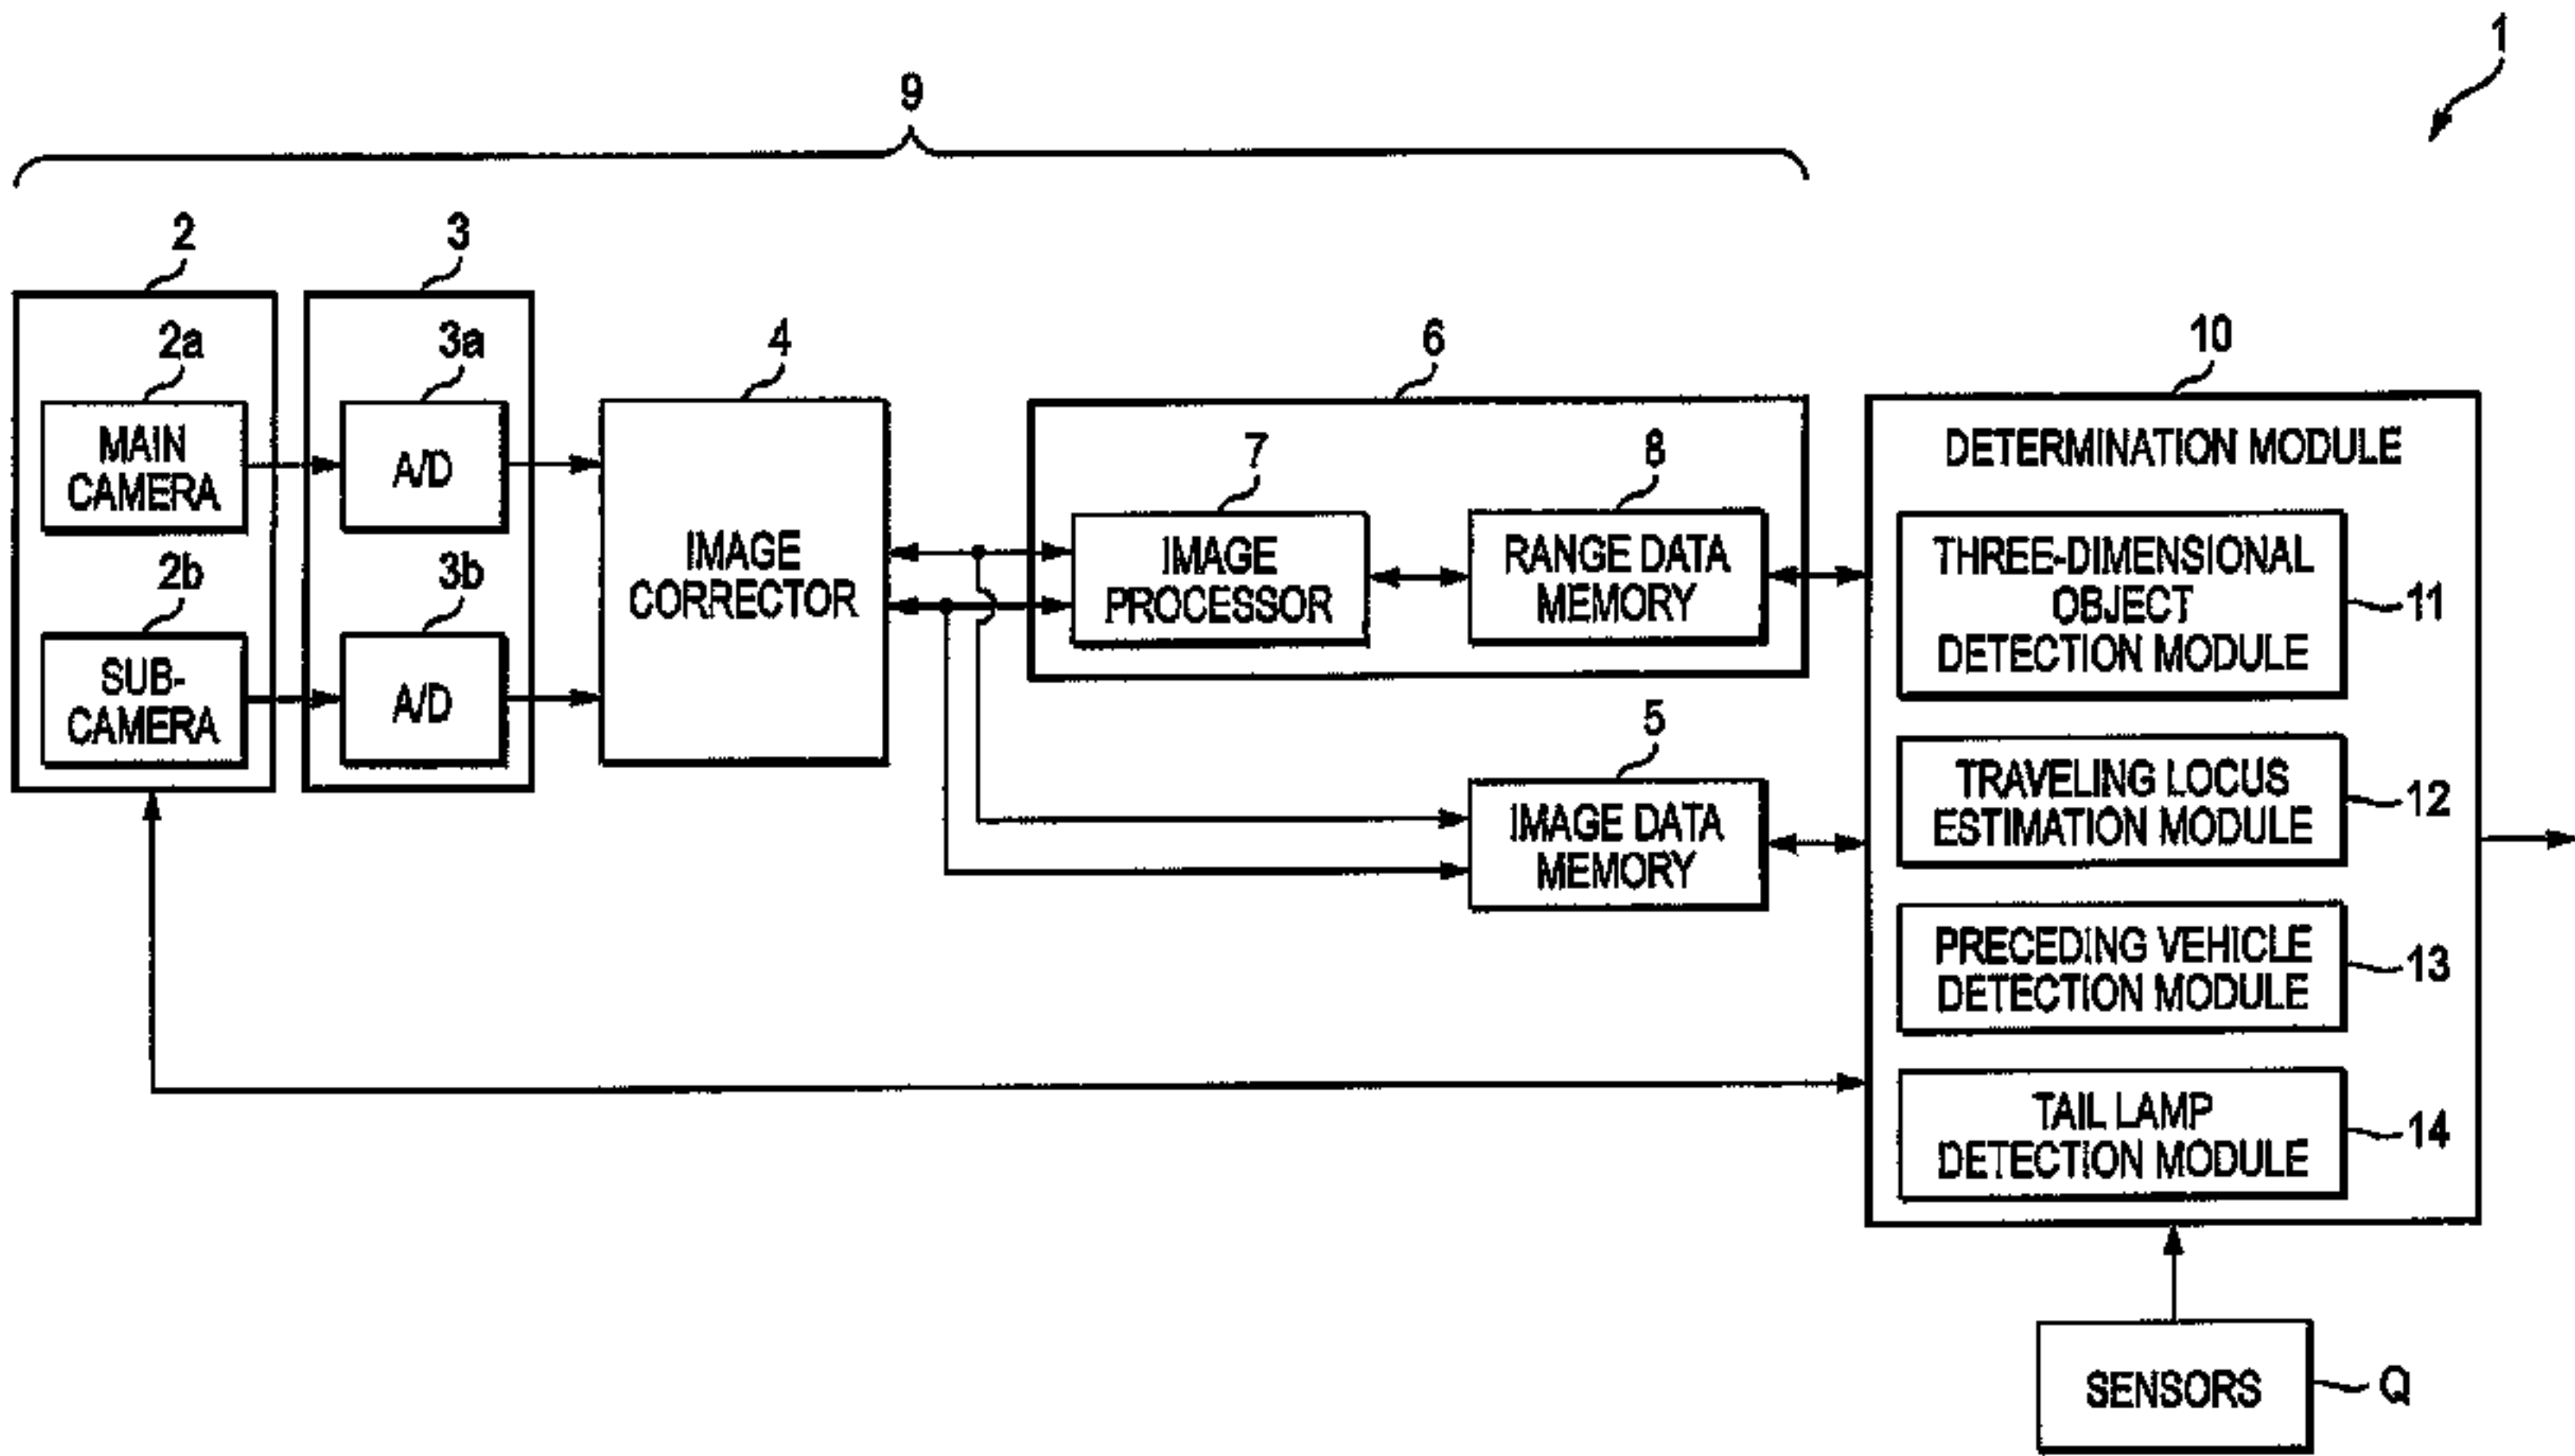 1
9
2
3
2a
3a
4
6
10
MAIN
CAMERA
A/D
7
8
DETERMINATION MODULE
2b
3b
IMAGE
CORRECTOR
IMAGE
PROCESSOR
RANGE DATA
MEMORY
THREE-DIMENSIONAL
OBJECT
DETECTION MODULE
11
SUB-
CAMERA
A/D
5
IMAGE DATA
MEMORY
TRAVELING LOCUS
ESTIMATION MODULE
12
PRECEDING VEHICLE
DETECTION MODULE
13
TAIL LAMP
DETECTION MODULE
14
SENSORS
Q